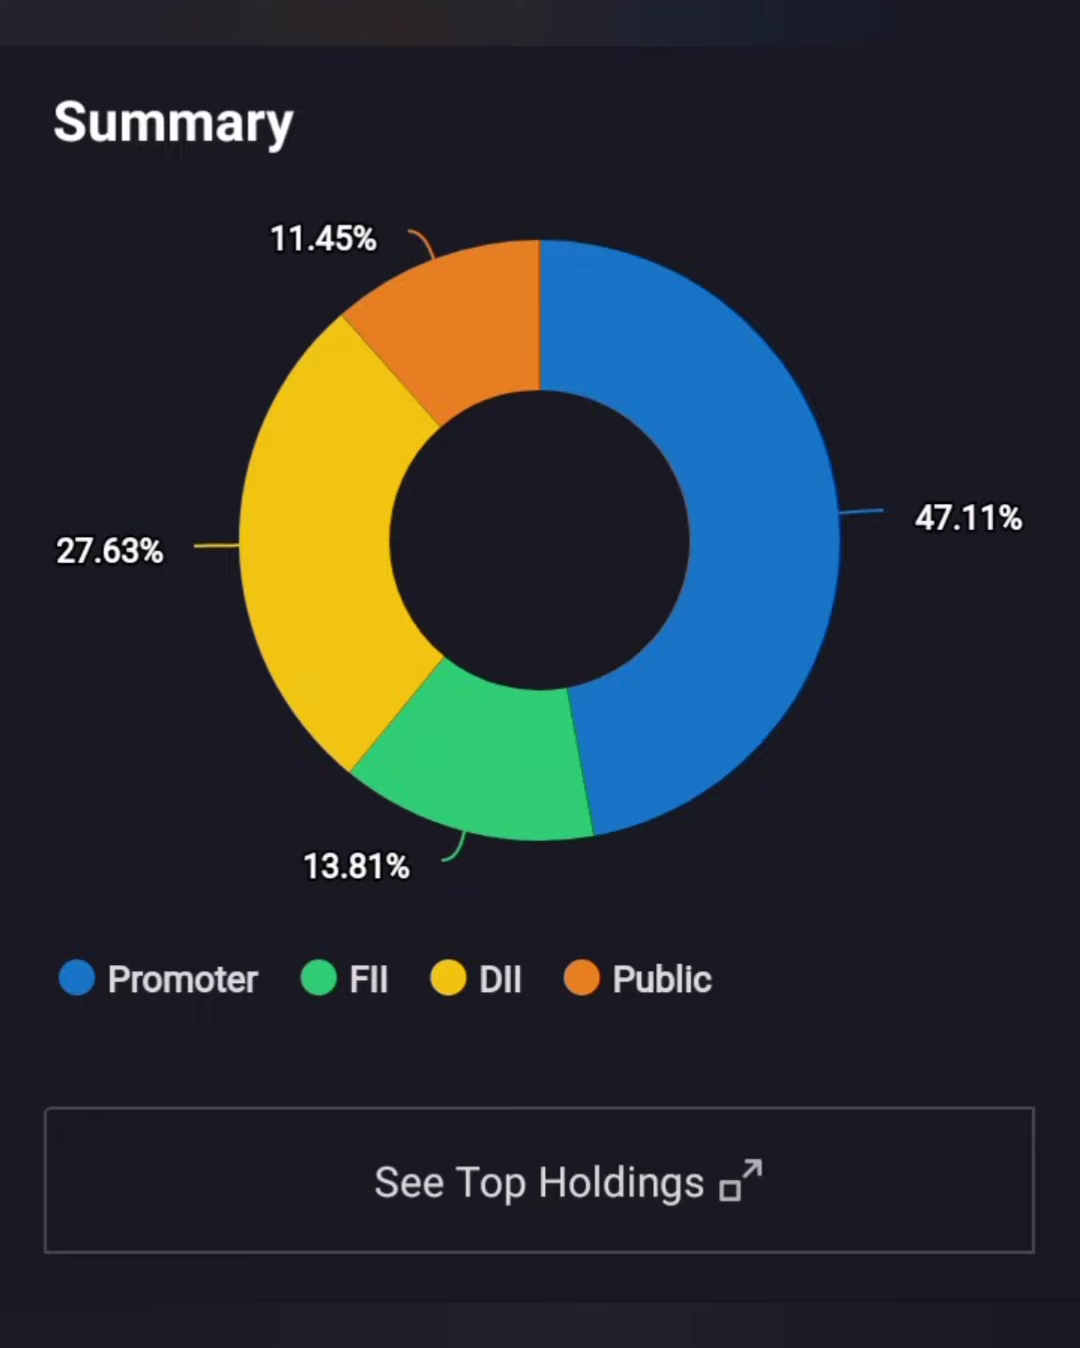 Summary
11.45%
47.11%
27.63%
13.81%
Promoter FII DII Public
See Top Holdings